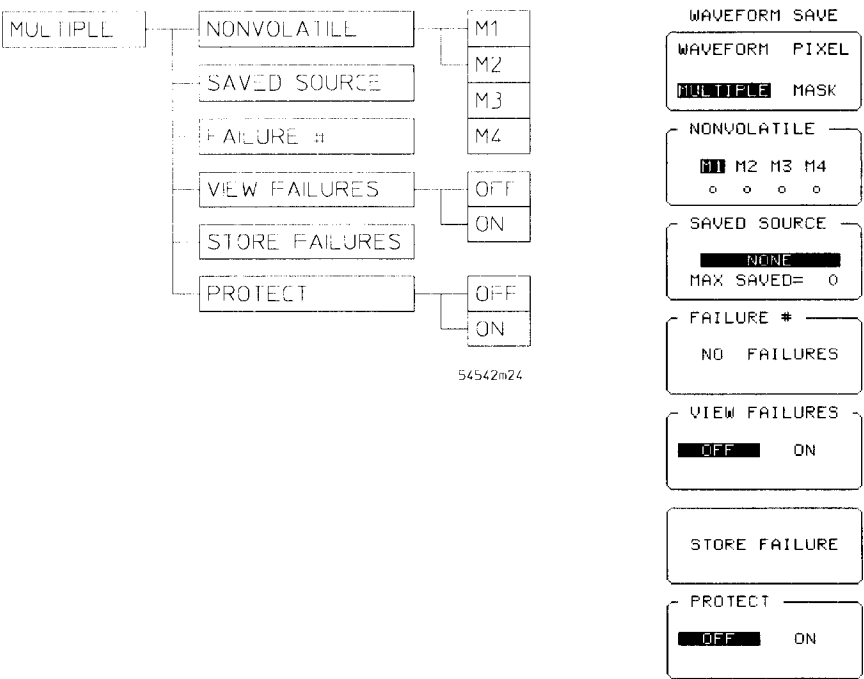 MULTIPLE
NONVOLATILE
M1
M2
M3
M4
SAVED SOURCE
FAILURE #
VIEW FAILURES
OFF
ON
STORE FAILURES
PROTECT
OFF
ON
54542m24
WAVEFORM SAVE
WAVEFORM PIXEL
MULTIPLE MASK
NONVOLATILE
M1 M2 M3 M4
SAVED SOURCE
NONE
MAX SAVED= 0
FAILURE #
NO FAILURES
VIEW FAILURES
OFF ON
STORE FAILURE
PROTECT
OFF ON